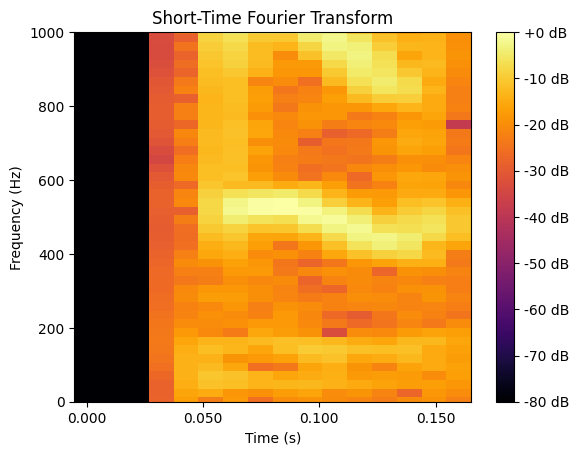 Short-Time Fourier Transform
1000
800
600
400
200
0
Frequency (Hz)
0.000
0.050
0.100
0.150
Time (s)
+0 dB
-10 dB
-20 dB
-30 dB
-40 dB
-50 dB
-60 dB
-70 dB
-80 dB